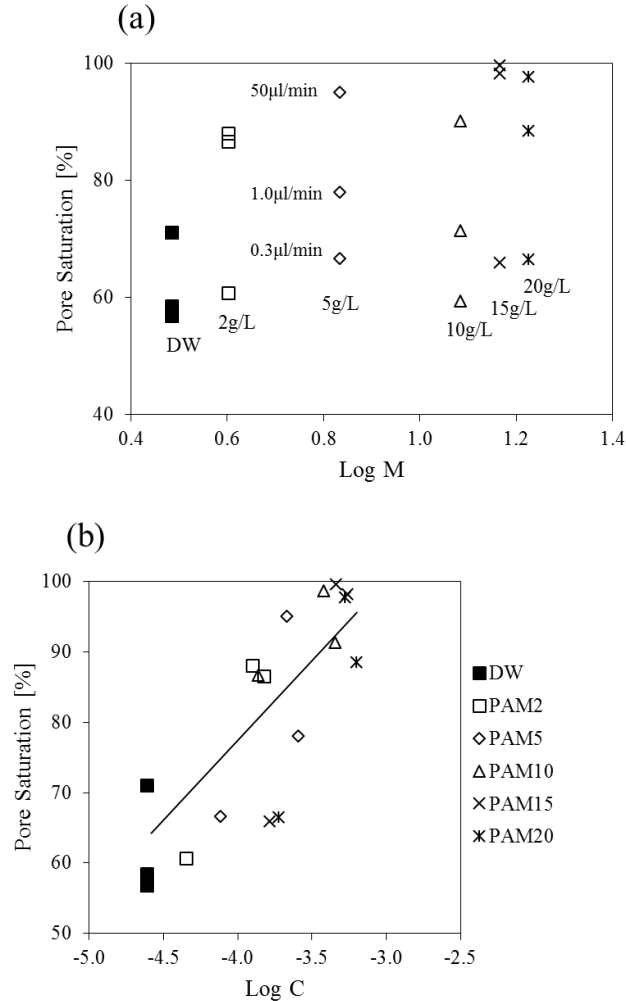 (a)
100
80
60
40
Pore Saturation [%]
50μl/min
1.0μl/min
0.3μl/min
DW
2g/L
5g/L
10g/L
15g/L
20g/L
0.4 0.6 0.8 1.0 1.2 1.4
Log M
(b)
100
90
80
70
60
50
Pore Saturation [%]
DW
PAM2
PAM5
PAM10
PAM15
PAM20
-5.0 -4.5 -4.0 -3.5 -3.0 -2.5
Log C